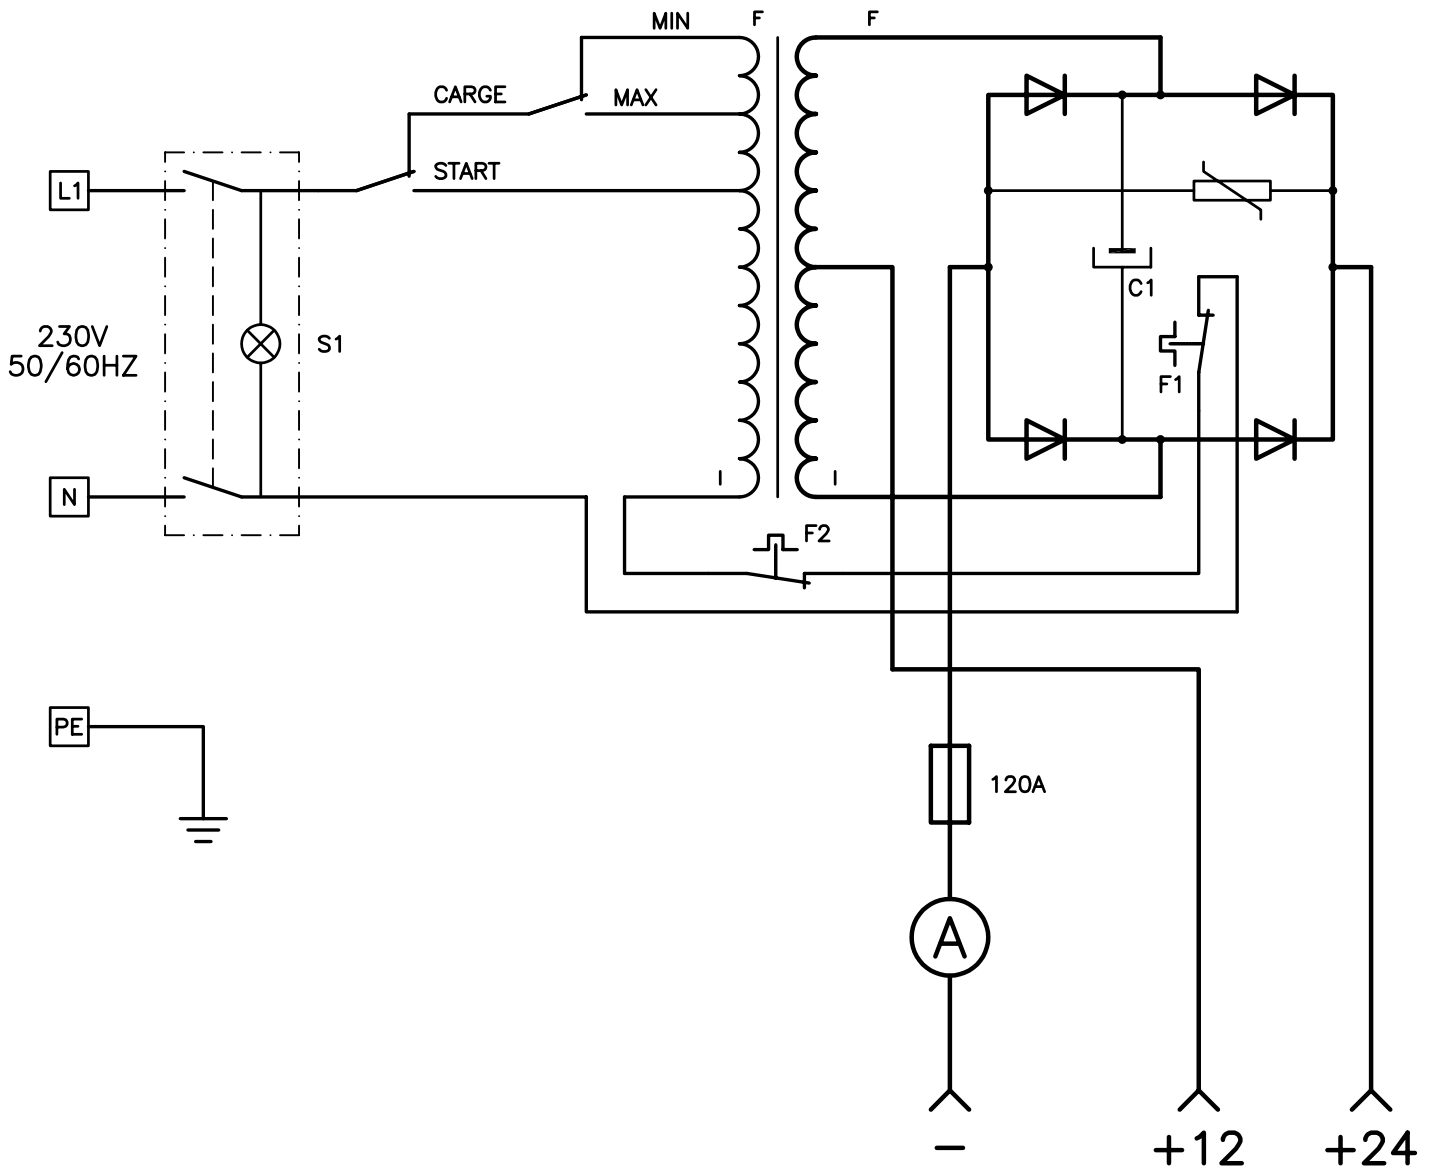 MIN
F
F
CARGE
MAX
START
L1
C1
230V
50/60HZ
S1
F1
I
I
N
F2
PE
120A
A
−
+12
+24